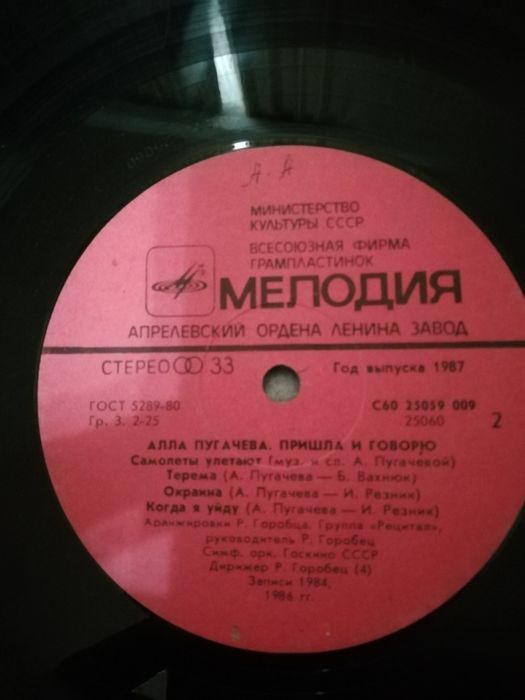 А-А
МИНИСТЕРСТВО
КУЛЬТУРЫ СССР
ВСЕСОЮЗНАЯ ФИРМА
ГРАМПЛАСТИНОК
МЕЛОДИЯ
АПРЕЛЕВСКИЙ ОРДЕНА ЛЕНИНА ЗАВОД
СТЕРЕО 33 Год выпуска 1987
ГОСТ 5289-80 С60 25059 009
Гр. 3. 2-25 25060 2
АЛЛА ПУГАЧЕВА. ПРИШЛА И ГОВОРЮ
Самолеты улетают (муз. и сл. А. Пугачевой)
Терема (А. Пугачева — Б. Вахнюк)
Окраина (А. Пугачева — И. Резник)
Когда я уйду (А. Пугачева — И. Резник)
Аранжировки Р. Горобца. Группа «Рецитал»,
руководитель Р. Горобец
Симф. орк. Госкино СССР
Дирижер Р. Горобец (4)
Записи 1984,
1986 гг.